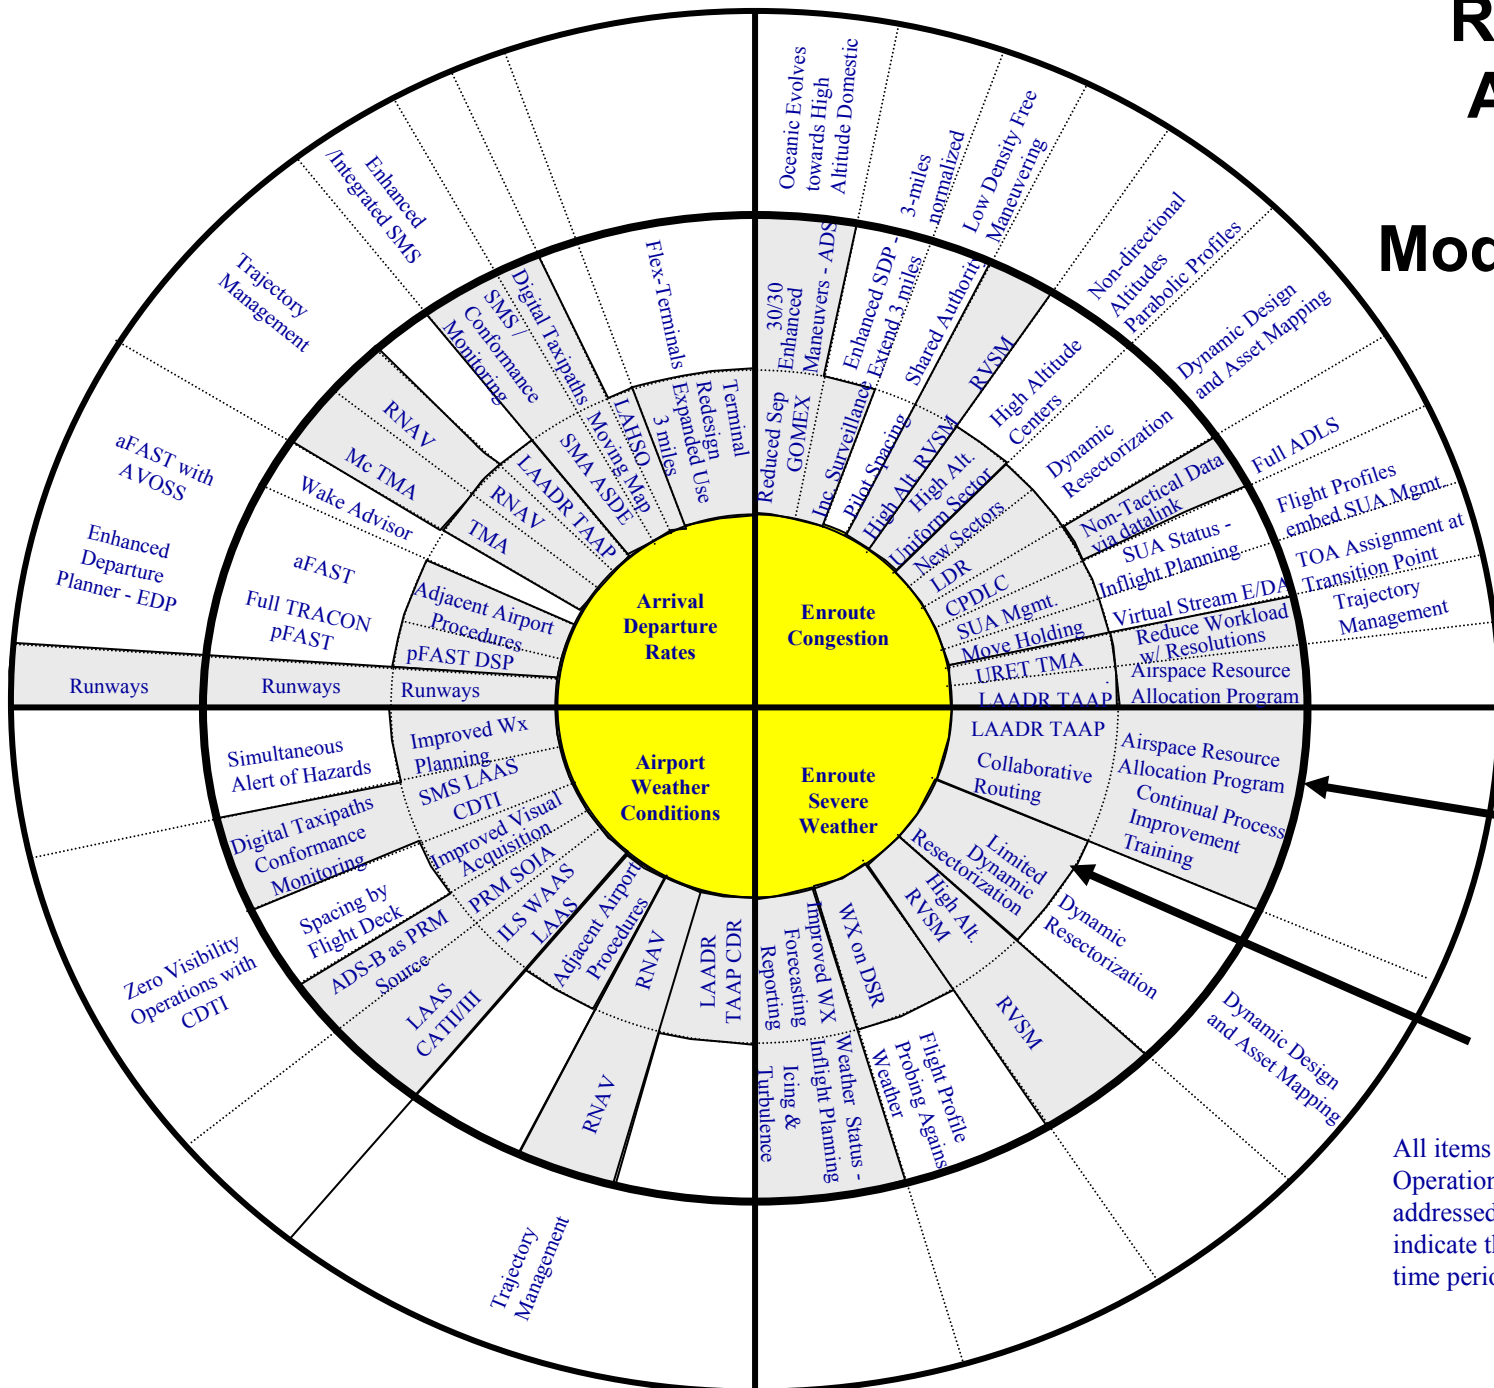 R
A
Mod
Oceanic Evolves
towards High
Altitude Domestic
3-miles
normalized
Low Density Free
Maneuvering
Non-directional
Altitudes
Parabolic Profiles
Dynamic Design
and Asset Mapping
Full ADLS
Flight Profiles
embed SUA Mgmt
TOA Assignment at
Transition Point
Trajectory
Management
30/30
Enhanced
Maneuvers - ADS
Enhanced SDP -
Extend 3 miles
Shared Authority
RVSM
High Altitude
Centers
Dynamic
Resectorization
Non-Tactical Data
via datalink
SUA Status -
Inflight Planning
Virtual Stream E/DA
Reduce Workload
w/ Resolutions
Airspace Resource
Allocation Program
Reduced Sep
GOMEX
Inc. Surveillance
Pilot Spacing
High Alt. RVSM
High Alt.
Uniform Sector
New Sectors
LDR
CPDLC
SUA Mgmt.
Move Holding
URET TMA
LAADR TAAP
Enroute
Congestion
Enhanced
/Integrated SMS
Trajectory
Management
aFAST with
AVOSS
Enhanced
Departure
Planner - EDP
Runways
Flex-Terminals
Digital Taxipaths
SMS /
Conformance
Monitoring
RNAV
Mc TMA
Wake Advisor
aFAST
Full TRACON
pFAST
Runways
Terminal
Redesign
Expanded Use
3 miles
LAHSO
Moving Map
SMA ASDE
LAADR TAAP
RNAV
TMA
Adjacent Airport
Procedures
pFAST DSP
Runways
Arrival
Departure
Rates
Airport
Weather
Conditions
Improved Wx
Planning
SMS LAAS
CDTI
Improved Visual
Acquisition
PRM SOIA
ILS WAAS
LAAS
Adjacent Airport
Procedures
RNAV
LAADR
TAAP CDR
Simultaneous
Alert of Hazards
Digital Taxipaths
Conformance
Monitoring
Spacing by
Flight Deck
ADS-B as PRM
Source
LAAS
CATII/III
RNAV
Zero Visibility
Operations with
CDTI
Trajectory
Management
Enroute
Severe
Weather
LAADR TAAP
Collaborative
Routing
Limited
Dynamic
Resectorization
High Alt.
RVSM
WX on DSR
Improved WX
Forecasting
Reporting
Airspace Resource
Allocation Program
Continual Process
Improvement
Training
Dynamic
Resectorization
RVSM
Flight Profile
Probing Agains
Weather
Weather Status -
Inflight Planning
Icing &
Turbulence
Dynamic Design
and Asset Mapping
All items
Operation
addressed
indicate th
time perio